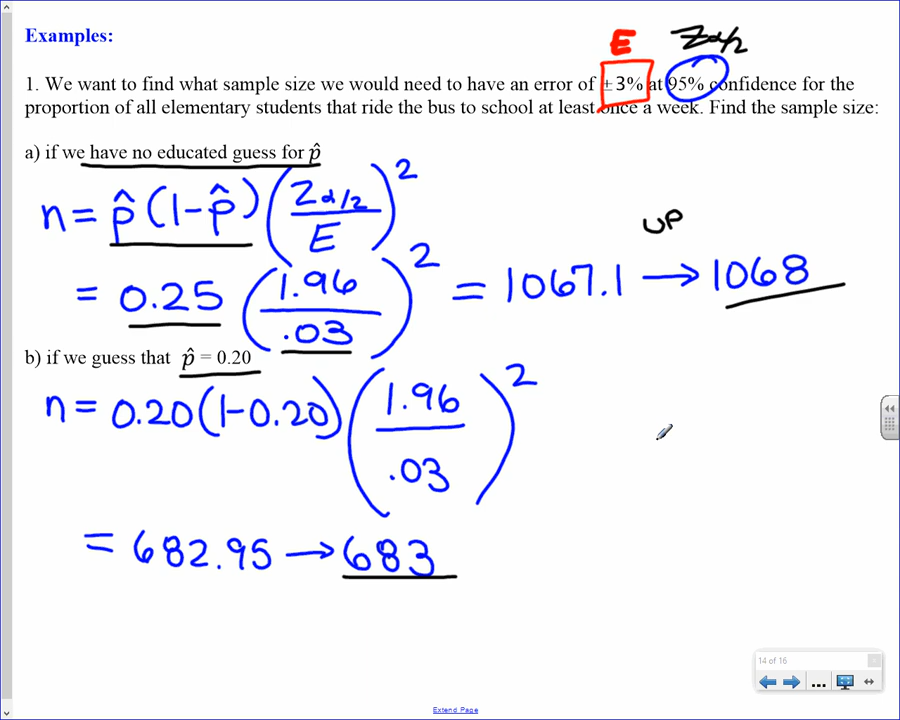 Examples:
E Zα/2
1. We want to find what sample size we would need to have an error of ±3% at 95% confidence for the
proportion of all elementary students that ride the bus to school at least once a week. Find the sample size:
a) if we have no educated guess for p̂
n = p̂ (1-p̂) (Zα/2 / E)²
UP
= 0.25 (1.96 / .03)² = 1067.1 → 1068
b) if we guess that p̂ = 0.20
n = 0.20(1-0.20) (1.96 / .03)²
= 682.95 → 683
14 of 16
...
Extend Page